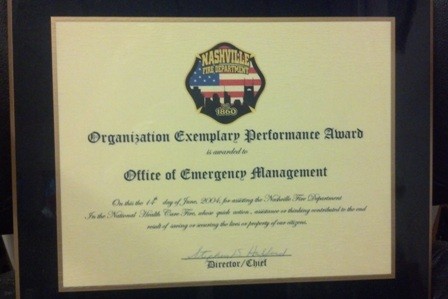 NASHVILLE
FIRE DEPARTMENT
1860
Organization Exemplary Performance Award
is awarded to
Office of Emergency Management
On this the 14th day of June, 2004, for assisting the Nashville Fire Department
In the National Health Care Fire, whose quick action, assistance or thinking contributed to the end
result of saving or securing the lives or property of our citizens.
Director/Chief